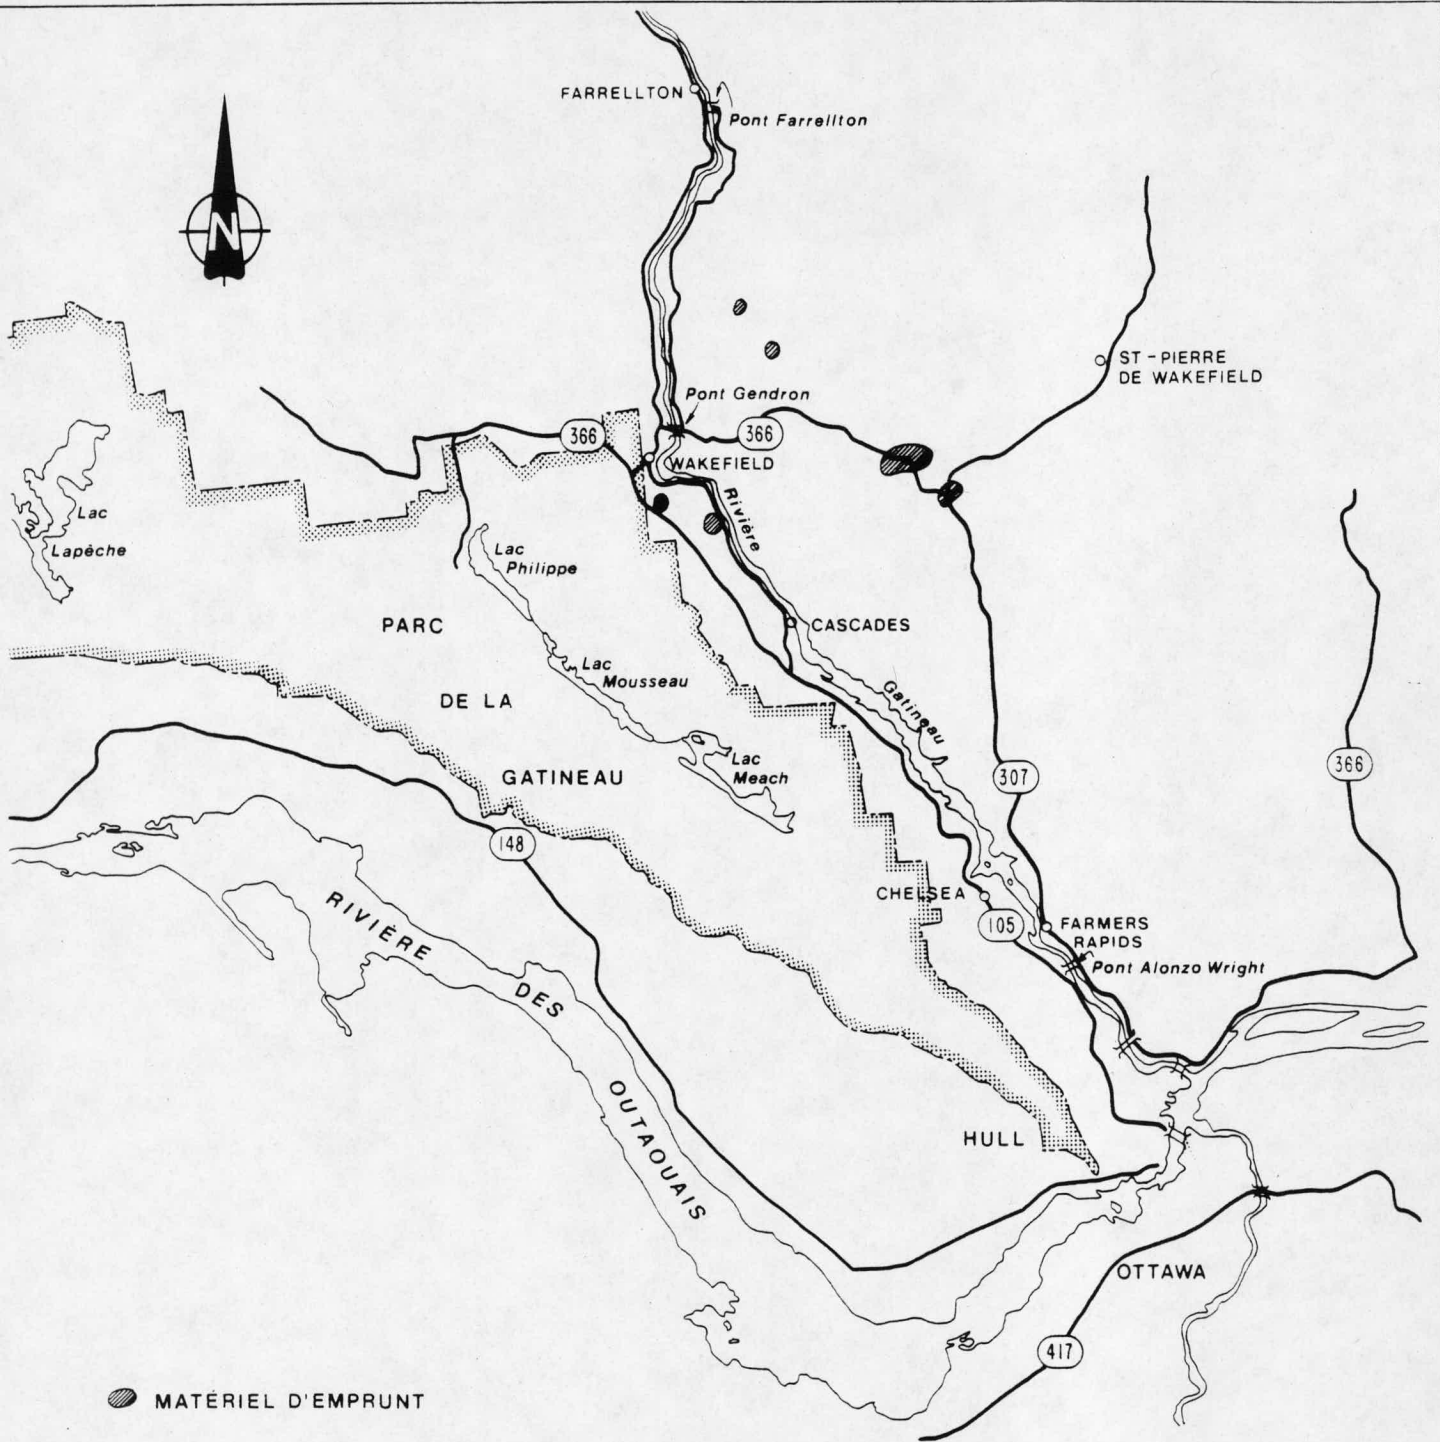 FARRELLTON
Pont Farrellton
N
ST-PIERRE
DE WAKEFIELD
Pont Gendron
366
366
WAKEFIELD
Rivière
Lac
Lapêche
Lac
Philippe
PARC
CASCADES
Lac
Mousseau
DE LA
Gatineau
Lac
Meach
GATINEAU
307
366
148
CHELSEA
105
FARMERS
RAPIDS
Pont Alonzo Wright
RIVIÈRE
DES
OUTAOUAIS
HULL
OTTAWA
417
MATÉRIEL D'EMPRUNT